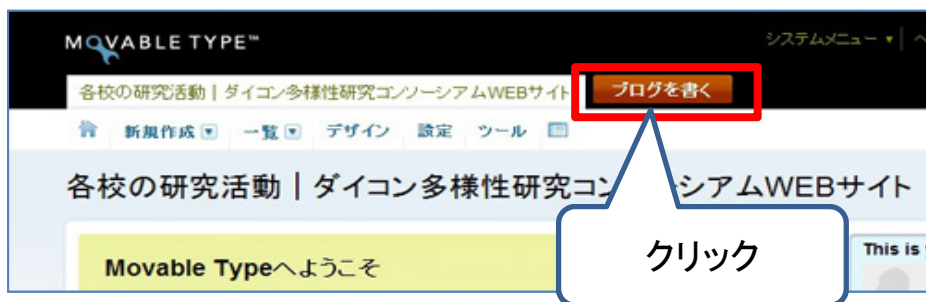 MOVABLE TYPE™
システムメニュー ▾
各校の研究活動 | ダイコン多様性研究コンソーシアムWEBサイト
ブログを書く
新規作成 一覧 デザイン 設定 ツール
各校の研究活動 | ダイコン多様性研究コン ーシアムWEBサイト
クリック
Movable Typeへようこそ
This is